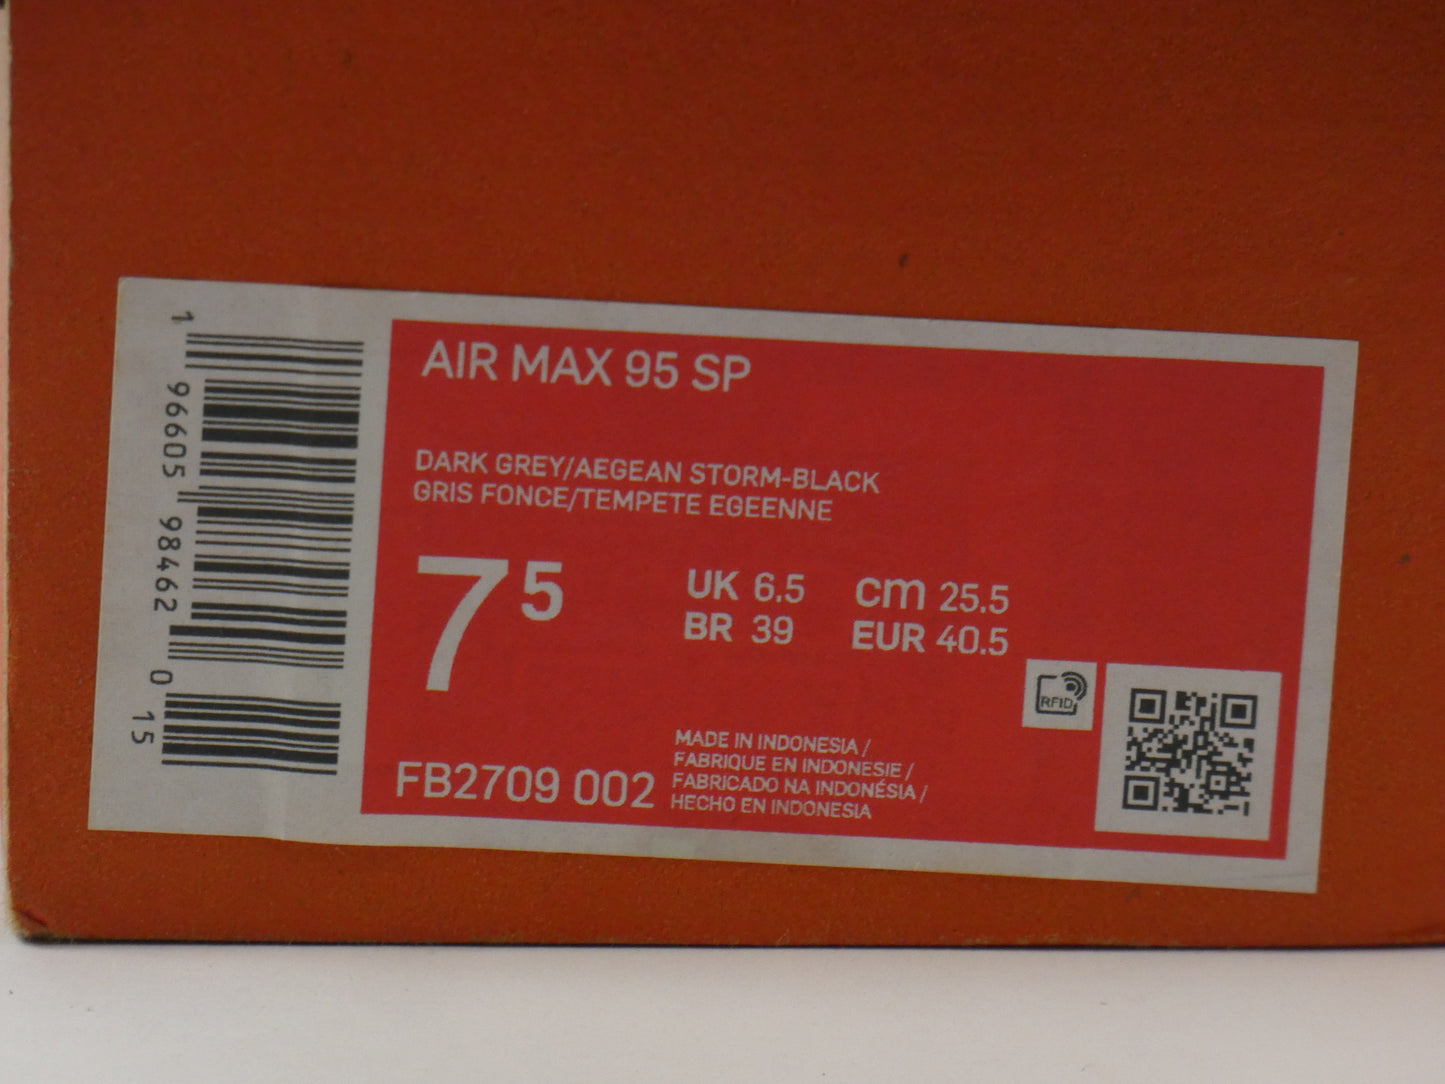 AIR MAX 95 SP
DARK GREY/AEGEAN STORM-BLACK
GRIS FONCE/TEMPETE EGEENNE
7 5
UK 6.5 cm 25.5
BR 39 EUR 40.5
RFID
FB2709 002
MADE IN INDONESIA /
FABRIQUE EN INDONESIE /
FABRICADO NA INDONÉSIA /
HECHO EN INDONESIA
1 96605 98462 0 15